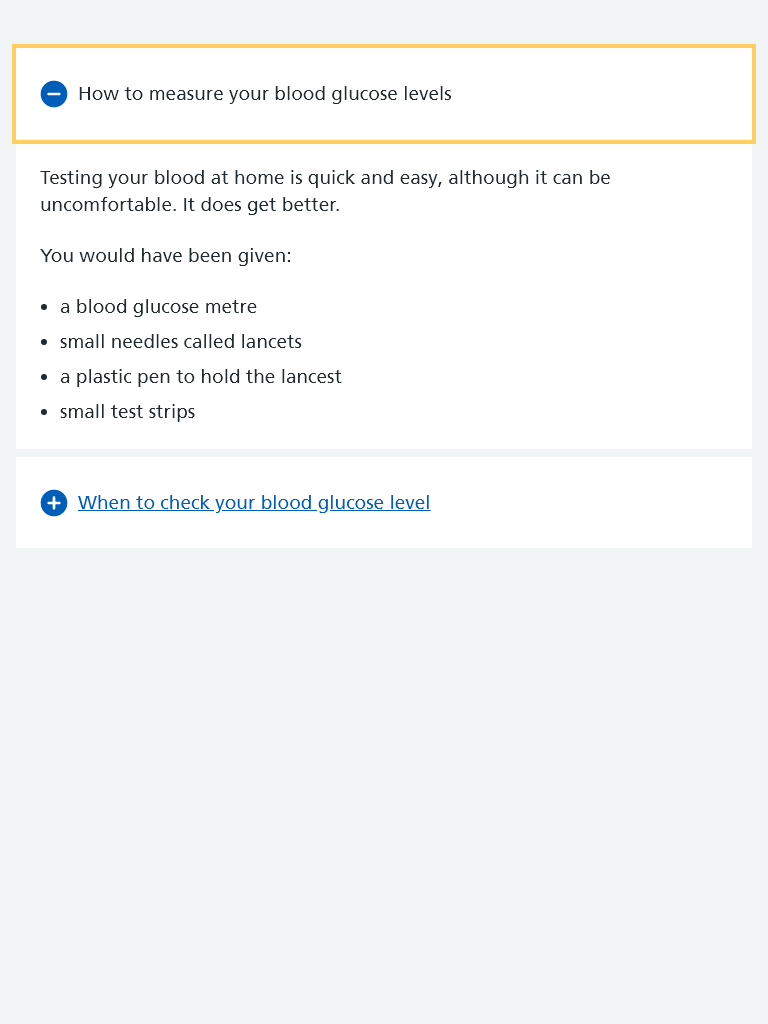 How to measure your blood glucose levels
Testing your blood at home is quick and easy, although it can be
uncomfortable. It does get better.
You would have been given:
• a blood glucose metre
• small needles called lancets
• a plastic pen to hold the lancest
• small test strips
When to check your blood glucose level